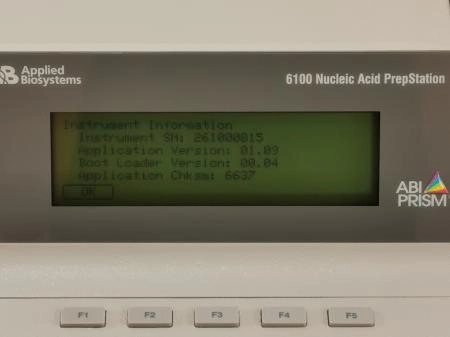 Applied
Biosystems
6100 Nucleic Acid PrepStation
Instrument Information
Instrument SN: 261000815
Application Version: 01.09
Boot Loader Version: 00.04
Application Chksm: 6637
OK
ABI
PRISM
F1 F2 F3 F4 F5